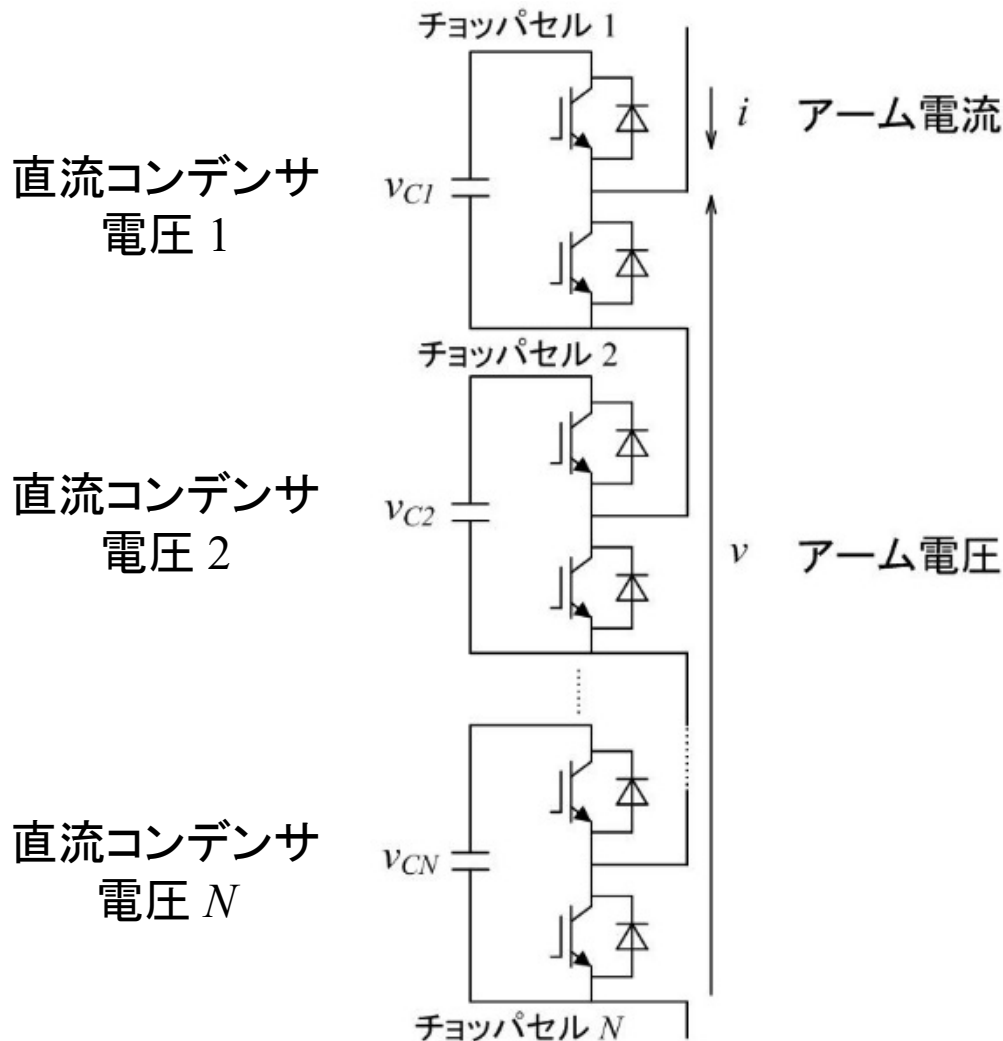 チョッパセル 1
i アーム電流
直流コンデンサ
電圧 1
vC1
チョッパセル 2
直流コンデンサ
電圧 2
vC2
v アーム電圧
直流コンデンサ
電圧 N
vCN
チョッパセル N